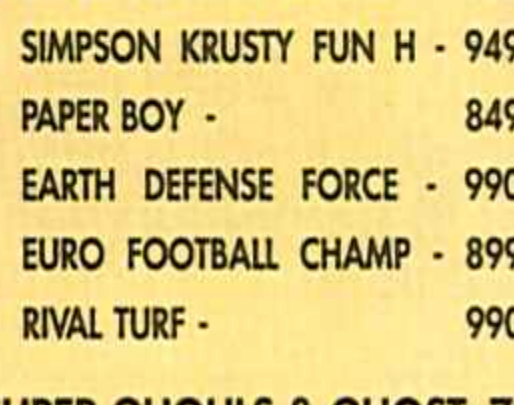 SIMPSON KRUSTY FUN H - 949
PAPER BOY - 849
EARTH DEFENSE FORCE - 990
EURO FOOTBALL CHAMP - 899
RIVAL TURF - 990